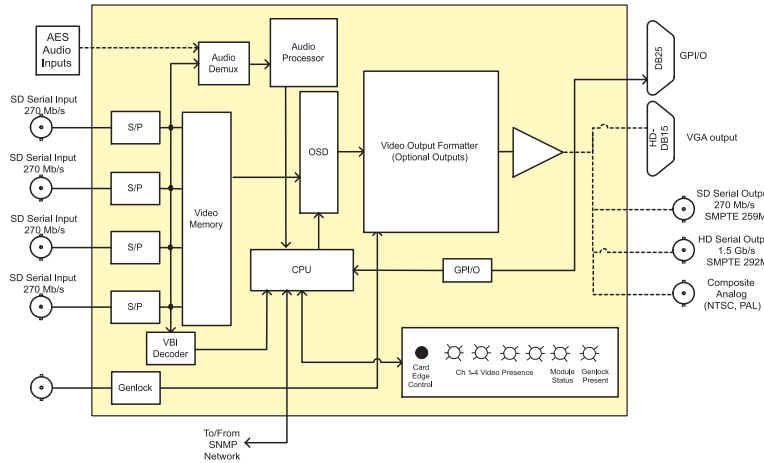 AES
Audio
Inputs
SD Serial Input
270 Mb/s
SD Serial Input
270 Mb/s
SD Serial Input
270 Mb/s
SD Serial Input
270 Mb/s
S/P
S/P
S/P
S/P
Genlock
Audio
Demux
Audio
Processor
Video
Memory
VBI
Decoder
OSD
CPU
Video Output Formatter
(Optional Outputs)
GPI/O
DB25
GPI/O
HD-
DB15
VGA output
SD Serial Outp
270 Mb/s
SMPTE 259M
HD Serial Outp
1.5 Gb/s
SMPTE 292M
Composite
Analog
(NTSC, PAL)
Card
Edge
Control
Ch 1-4 Video Presence
Module
Status
Genlock
Present
To/From
SNMP
Network